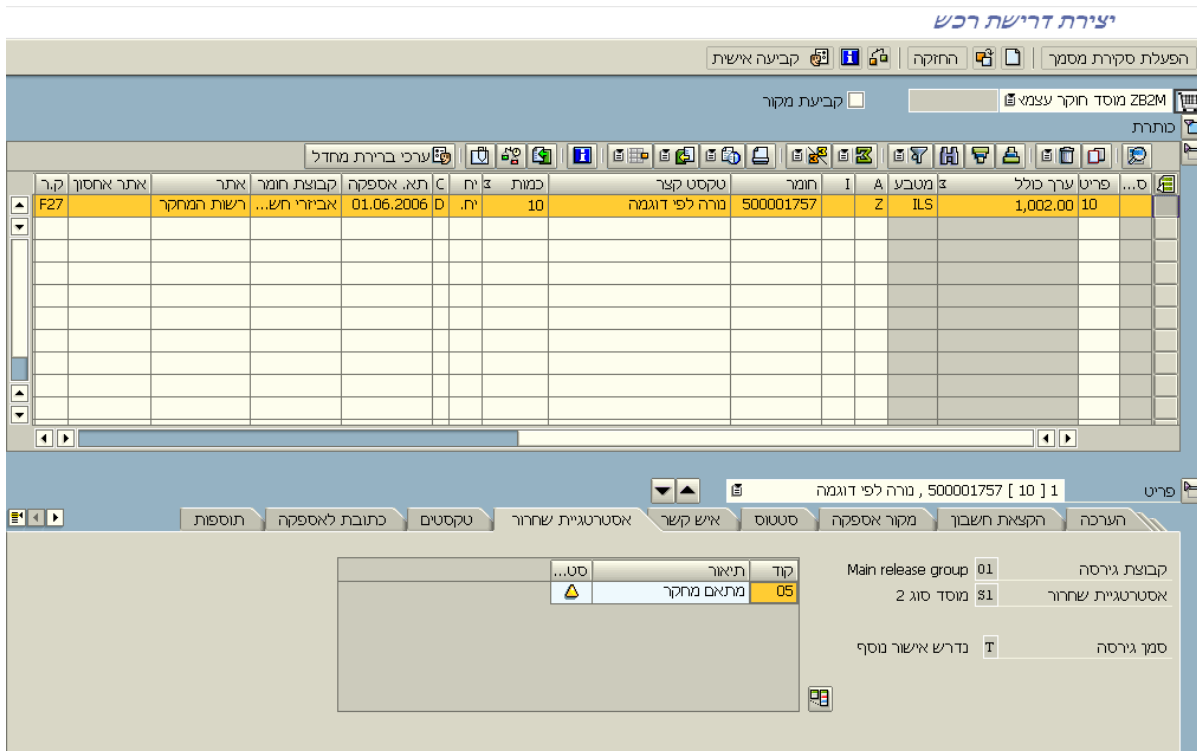 יצירת דרישת רכש
הפעלת סקירת מסמך החזקה קביעה אישית
ZB2M מוסד חוקר עצמאי קביעת מקור
כותרת
ערכי ברירת מחדל
ס... פריט ערך כולל מטבע A I חומר טקסט קצר כמות יח C תא. אספקה קבוצת חומר אתר אתר אחסון ק.ר
10 1,002.00 ILS Z 500001757 נורה לפי דוגמה 10 יח. D 01.06.2006 אביזרי חש... רשות המחקר F27
פריט 1 [ 10 ] 500001757 , נורה לפי דוגמה
הערכה הקצאת חשבון מקור אספקה סטטוס איש קשר אסטרטגיית שחרור טקסטים כתובת לאספקה תוספות
קבוצת גירסה 01 Main release group
אסטרטגיית שחרור S1 מוסד סוג 2
סמך גירסה T נדרש אישור נוסף
קוד תיאור סט...
05 מתאם מחקר